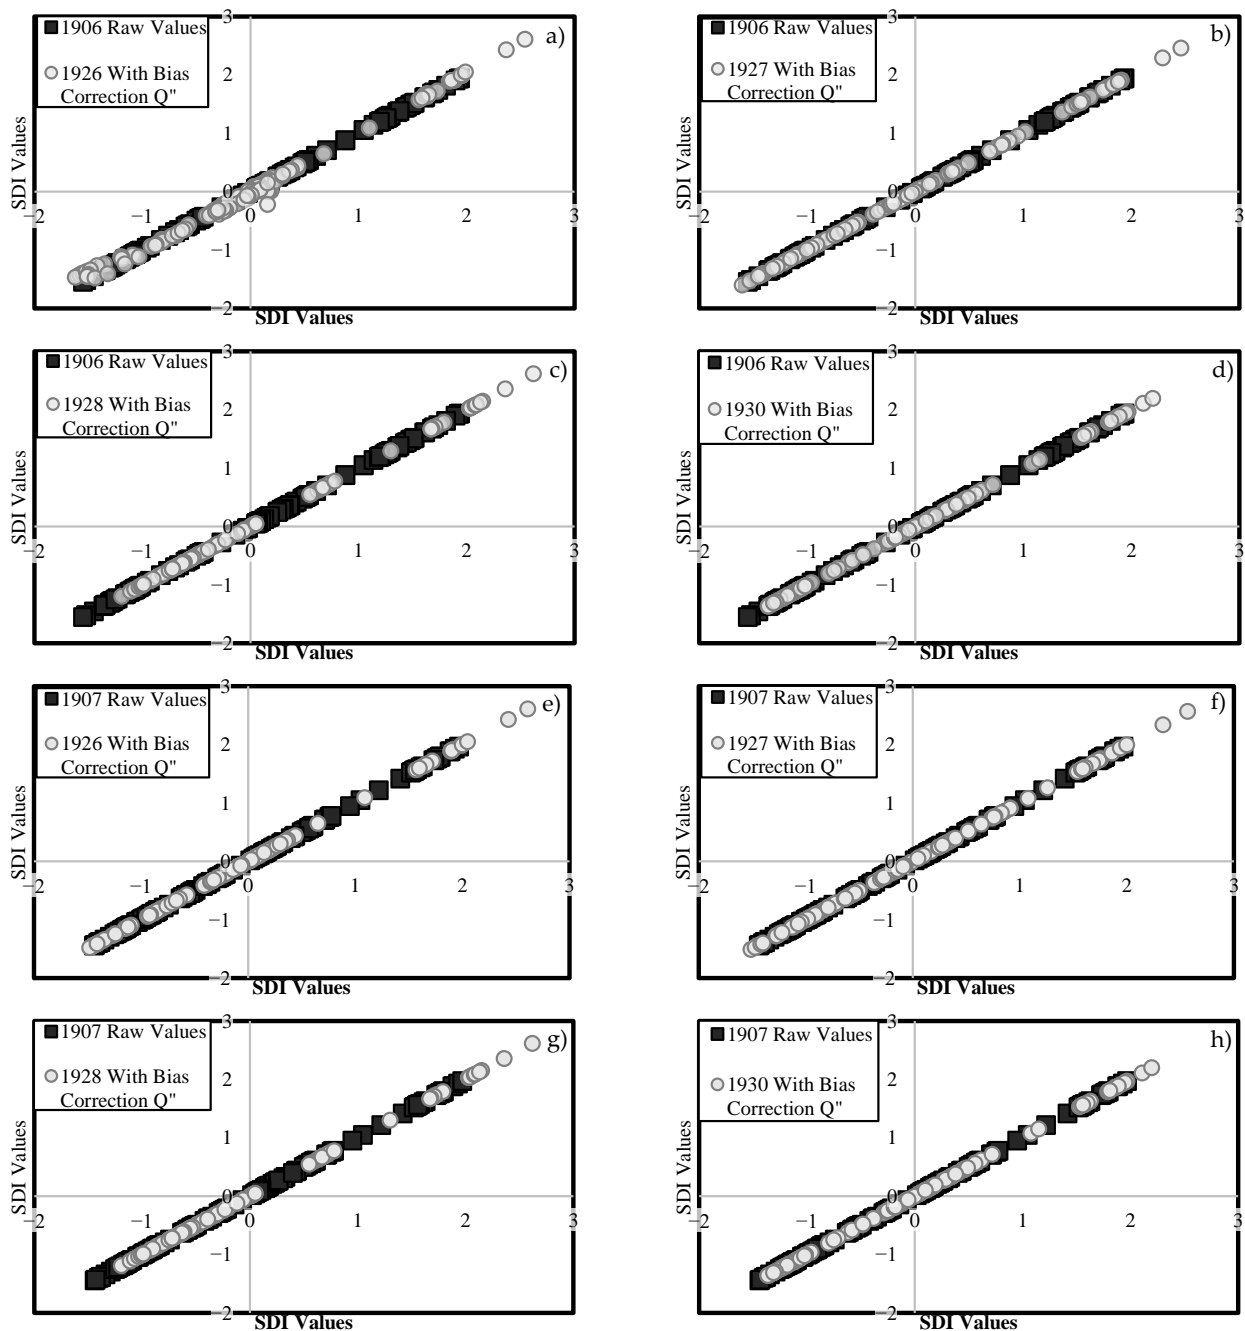 3
1906 Raw Values
1926 With Bias
Correction Q"
a)
2
1
0
−2
−1
0
1
2
3
−1
−2
SDI Values
SDI Values
3
1906 Raw Values
1927 With Bias
Correction Q"
b)
2
1
0
−2
−1
0
1
2
3
−1
−2
SDI Values
SDI Values
3
1906 Raw Values
1928 With Bias
Correction Q"
c)
2
1
0
−2
−1
0
1
2
3
−1
−2
SDI Values
SDI Values
3
1906 Raw Values
1930 With Bias
Correction Q"
d)
2
1
0
−2
−1
0
1
2
3
−1
−2
SDI Values
SDI Values
3
1907 Raw Values
1926 With Bias
Correction Q"
e)
2
1
0
−2
−1
0
1
2
3
−1
−2
SDI Values
SDI Values
3
1907 Raw Values
1927 With Bias
Correction Q"
f)
2
1
0
−2
−1
0
1
2
3
−1
−2
SDI Values
SDI Values
3
1907 Raw Values
1928 With Bias
Correction Q"
g)
2
1
0
−2
−1
0
1
2
3
−1
−2
SDI Values
SDI Values
3
1907 Raw Values
1930 With Bias
Correction Q"
h)
2
1
0
−2
−1
0
1
2
3
−1
−2
SDI Values
SDI Values